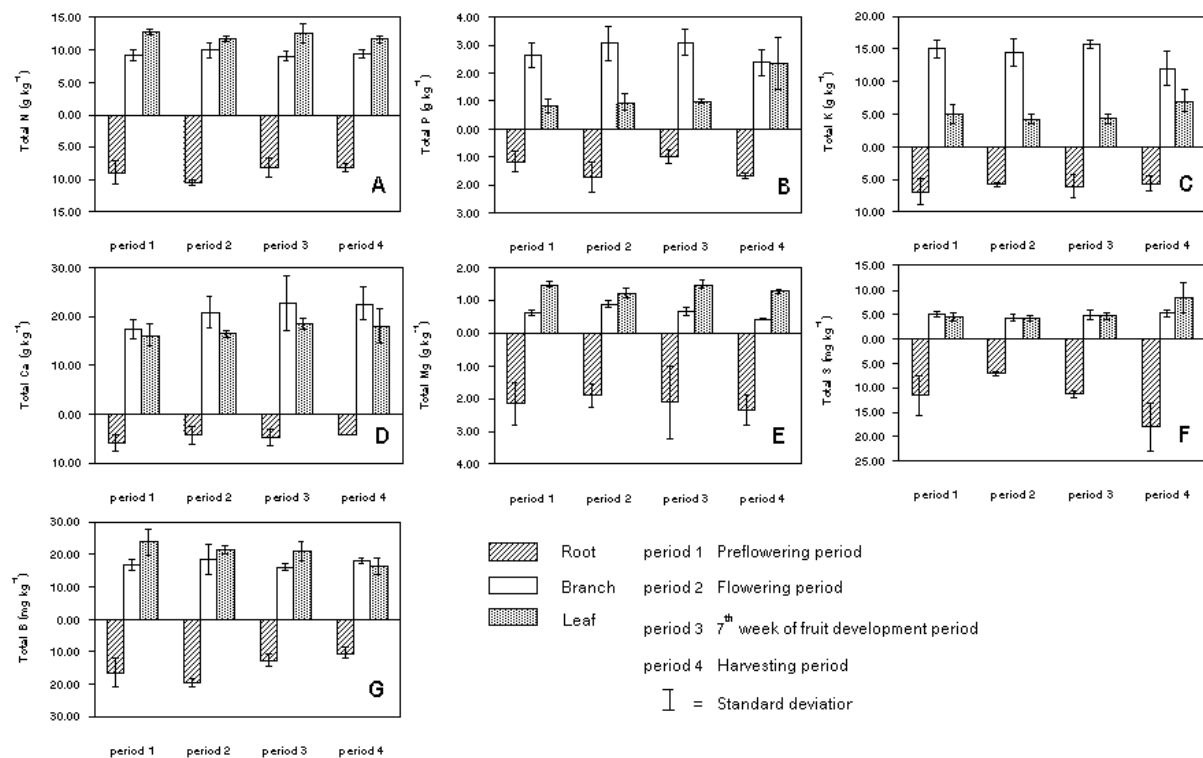 15.00
10.00
5.00
0.00
5.00
10.00
15.00
Total N (g kg⁻¹)
A
period 1 period 2 period 3 period 4
4.00
3.00
2.00
1.00
0.00
1.00
2.00
3.00
Total P (g kg⁻¹)
B
period 1 period 2 period 3 period 4
20.00
15.00
10.00
5.00
0.00
5.00
10.00
Total K (g kg⁻¹)
C
period 1 period 2 period 3 period 4
30.00
20.00
10.00
0.00
10.00
Total Ca (g kg⁻¹)
D
period 1 period 2 period 3 period 4
2.00
1.00
0.00
1.00
2.00
3.00
4.00
Total Mg (g kg⁻¹)
E
period 1 period 2 period 3 period 4
15.00
10.00
5.00
0.00
5.00
10.00
15.00
20.00
25.00
Total S (mg kg⁻¹)
F
period 1 period 2 period 3 period 4
30.00
20.00
10.00
0.00
10.00
20.00
30.00
Total B (mg kg⁻¹)
G
period 1 period 2 period 3 period 4
Root period 1 Preflowering period
Branch period 2 Flowering period
Leaf period 3 7th week of fruit development period
period 4 Harvesting period
= Standard deviatior